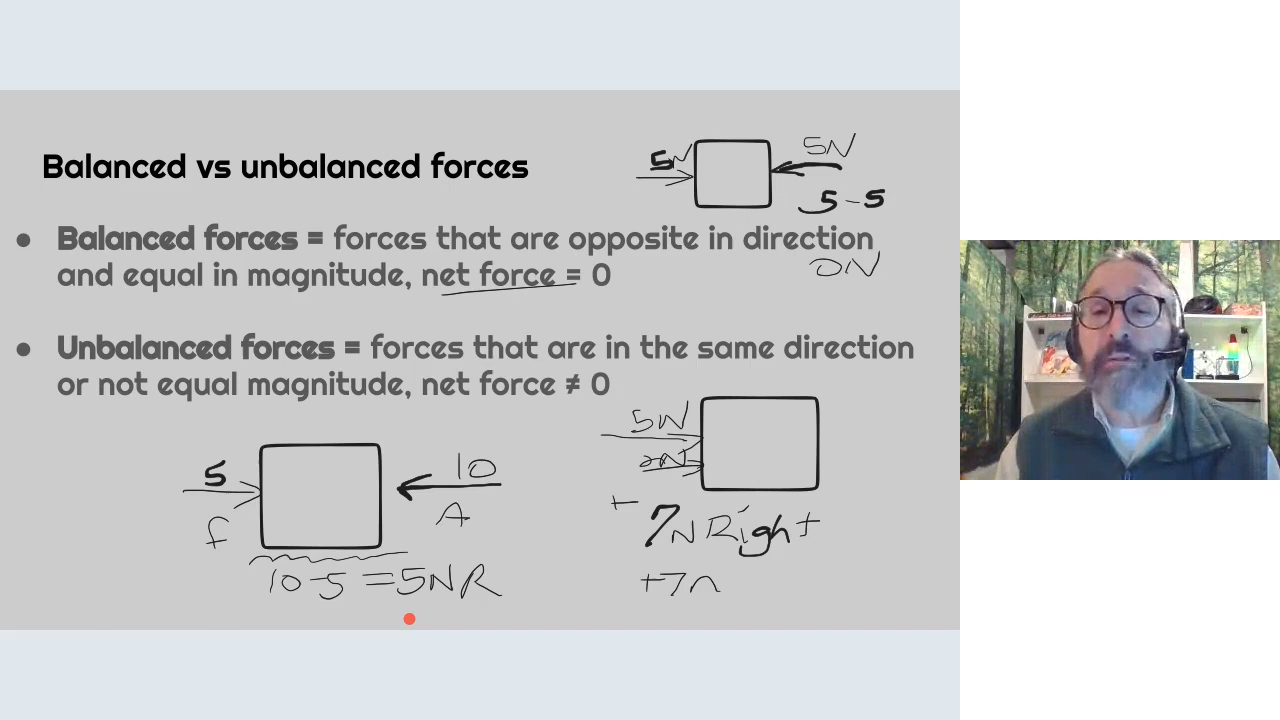 Balanced vs unbalanced forces
5N
5N
5-5
● Balanced forces = forces that are opposite in direction
and equal in magnitude, net force = 0
0N
● Unbalanced forces = forces that are in the same direction
or not equal magnitude, net force ≠ 0
5N
2N
5
10
f
A
+
7N Right
10-5=5NR
+7n